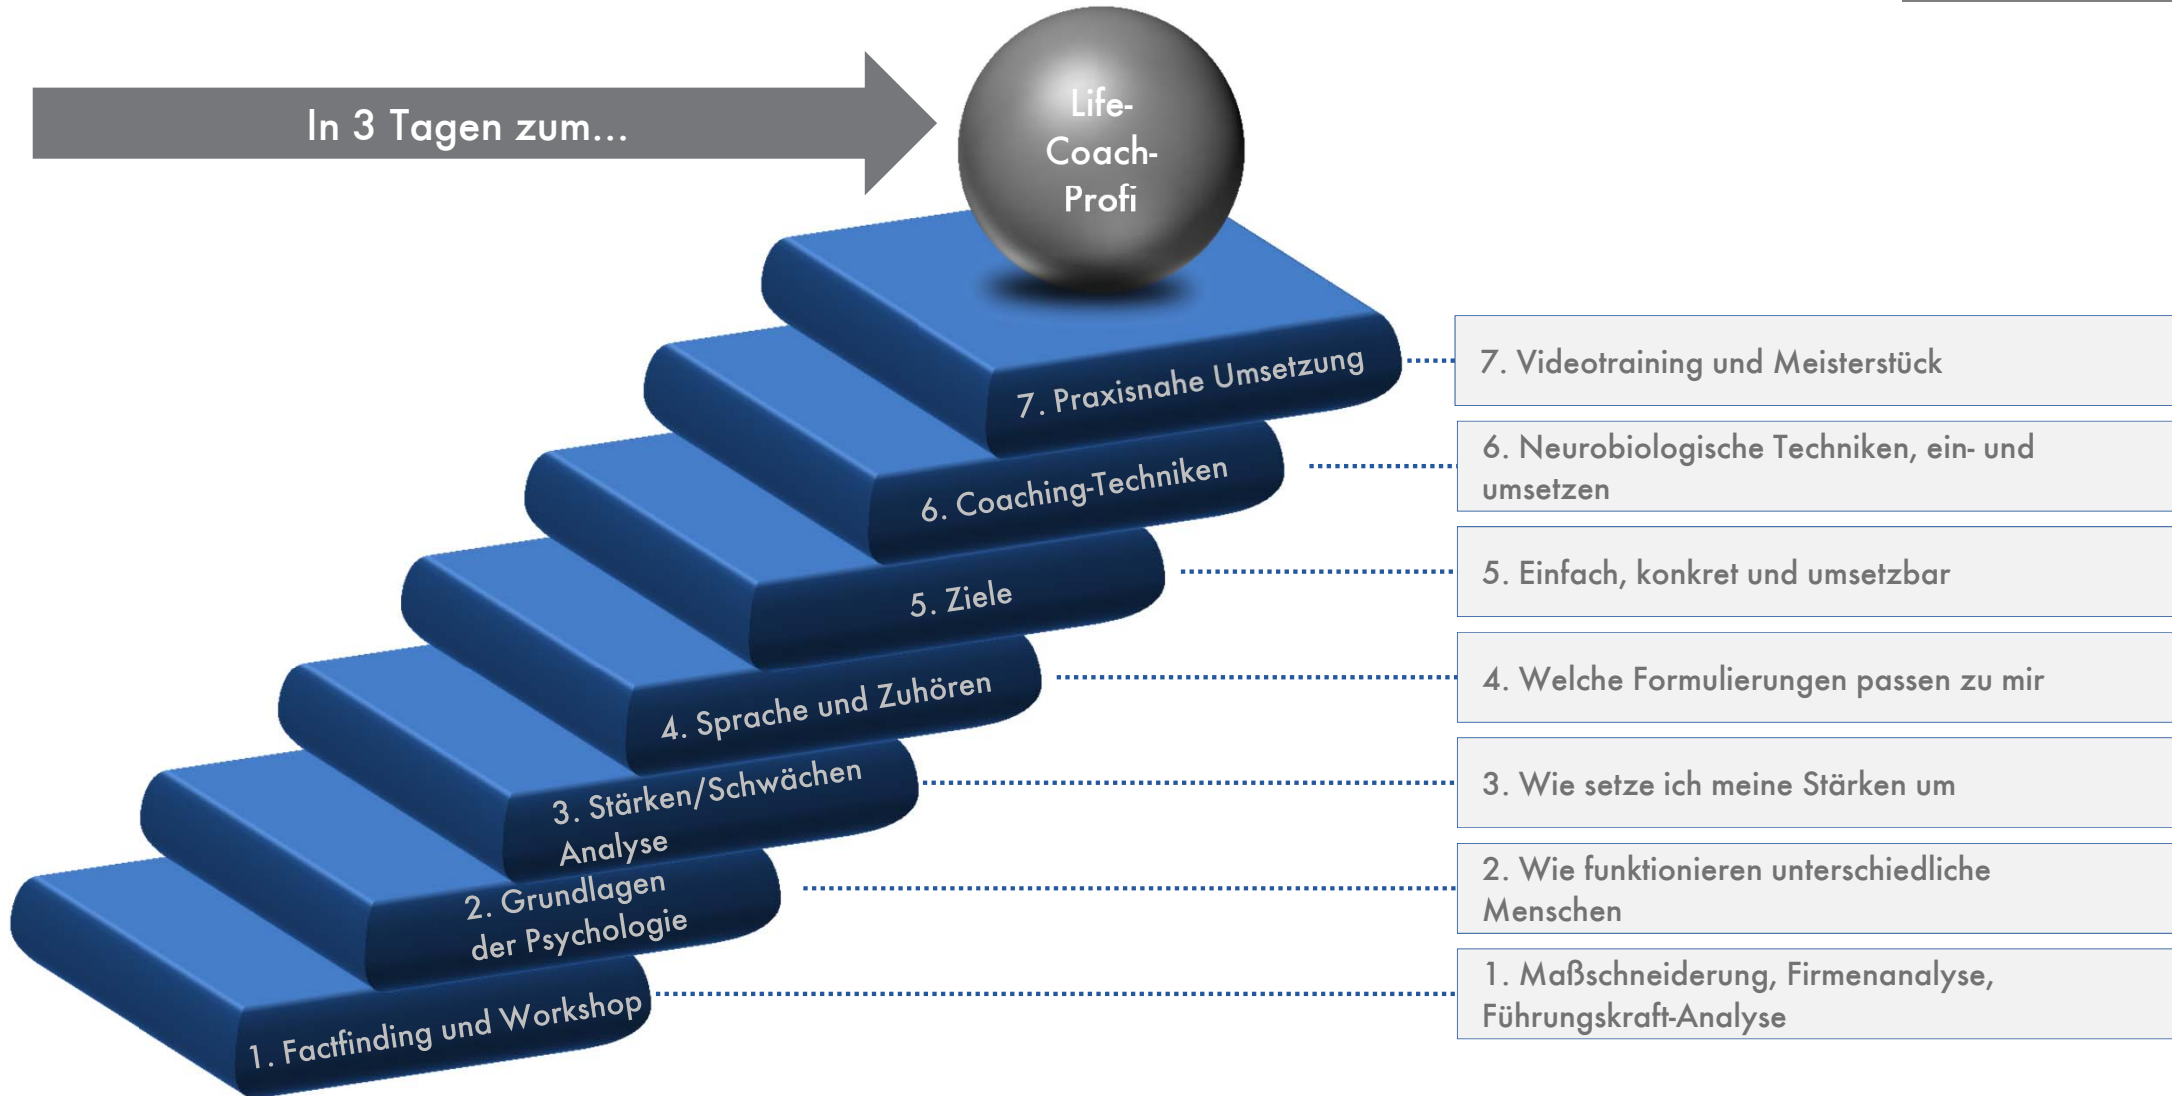 In 3 Tagen zum...
Life-
Coach-
Profi
7. Praxisnahe Umsetzung
7. Videotraining und Meisterstück
6. Coaching-Techniken
6. Neurobiologische Techniken, ein- und
umsetzen
5. Ziele
5. Einfach, konkret und umsetzbar
4. Sprache und Zuhören
4. Welche Formulierungen passen zu mir
3. Stärken/Schwächen
Analyse
3. Wie setze ich meine Stärken um
2. Grundlagen
der Psychologie
2. Wie funktionieren unterschiedliche
Menschen
1. Factfinding und Workshop
1. Maßschneiderung, Firmenanalyse,
Führungskraft-Analyse